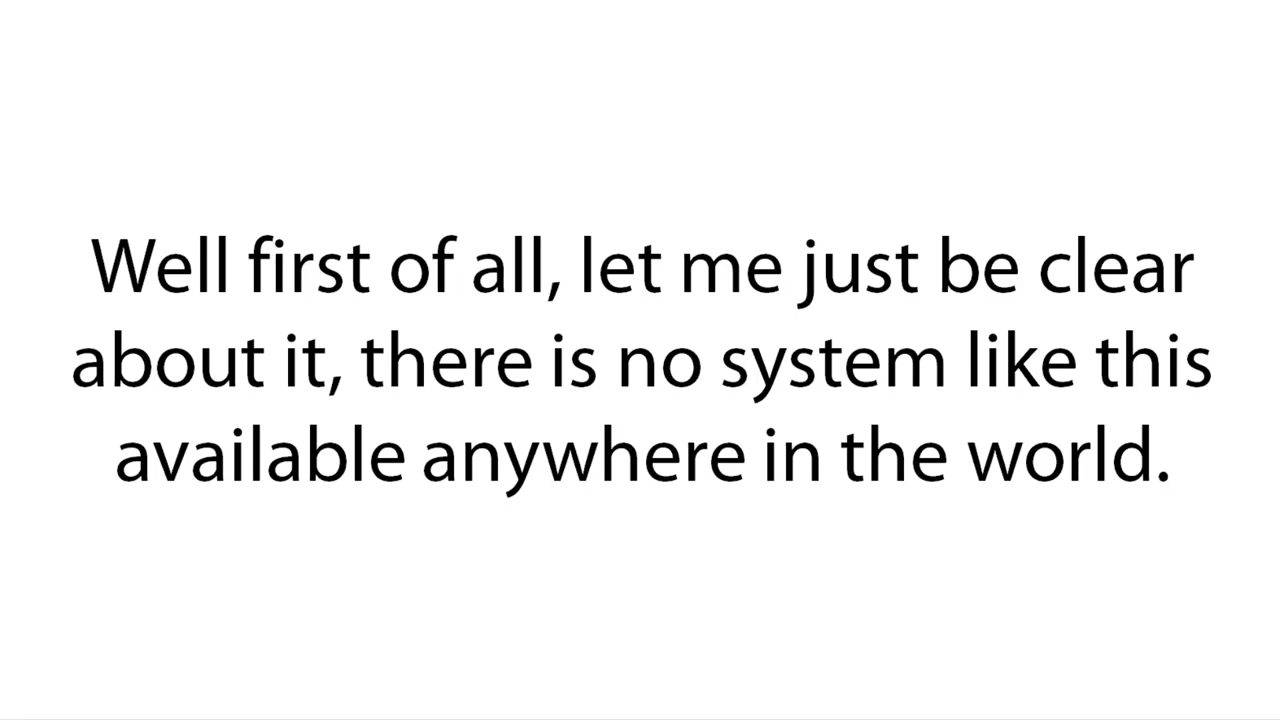 Well first of all, let me just be clear
about it, there is no system like this
available anywhere in the world.